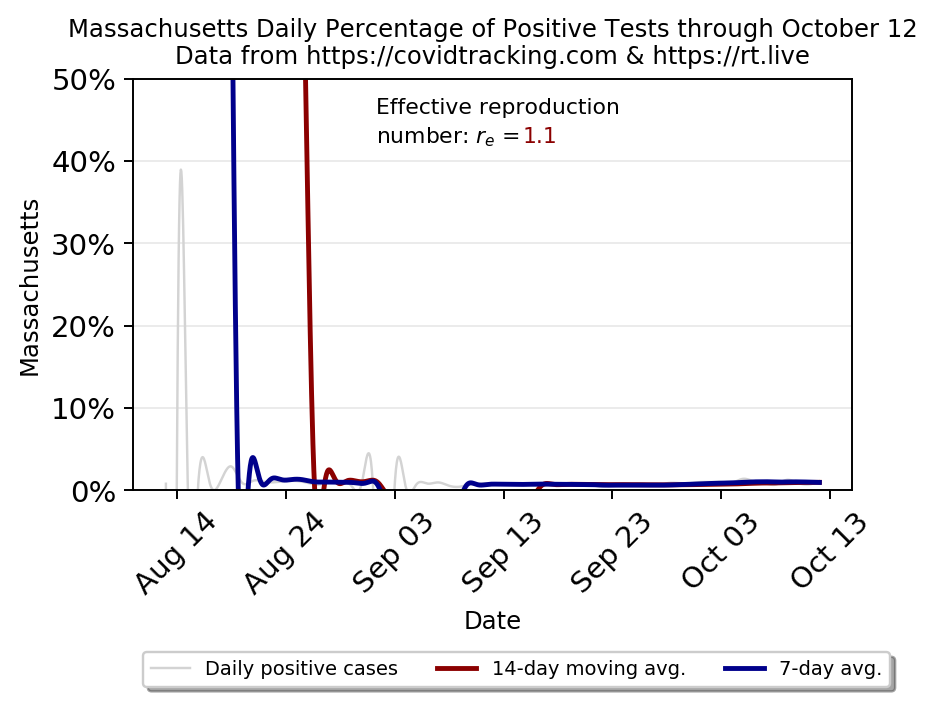 Massachusetts Daily Percentage of Positive Tests through October 12
Data from https://covidtracking.com & https://rt.live
50%
40%
30%
20%
10%
0%
Massachusetts
Effective reproduction
number: rₑ =1.1
Aug 14
Aug 24
Sep 03
Sep 13
Sep 23
Oct 03
Oct 13
Date
Daily positive cases
14-day moving avg.
7-day avg.